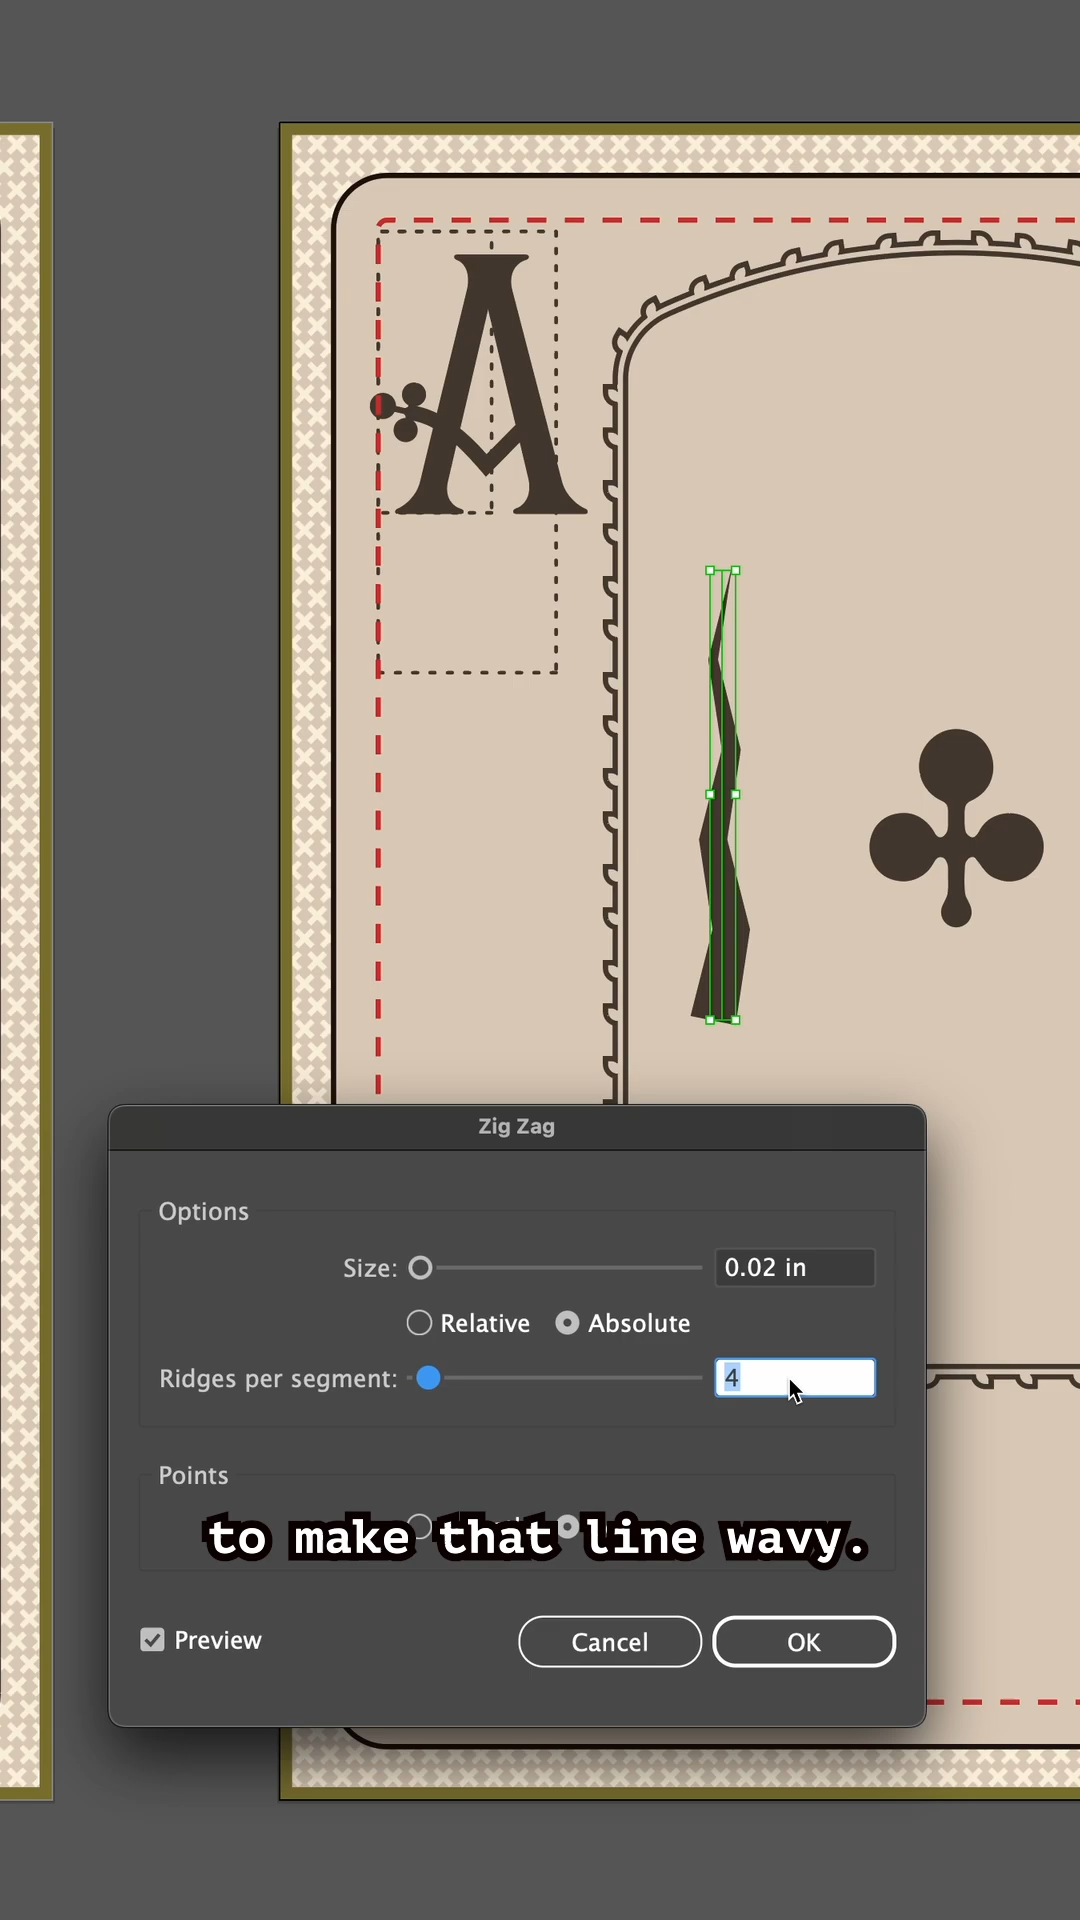 A
Zig Zag
Options
Size: 0.02 in
Relative Absolute
Ridges per segment: 4
Points
to make that line wavy.
Preview Cancel OK